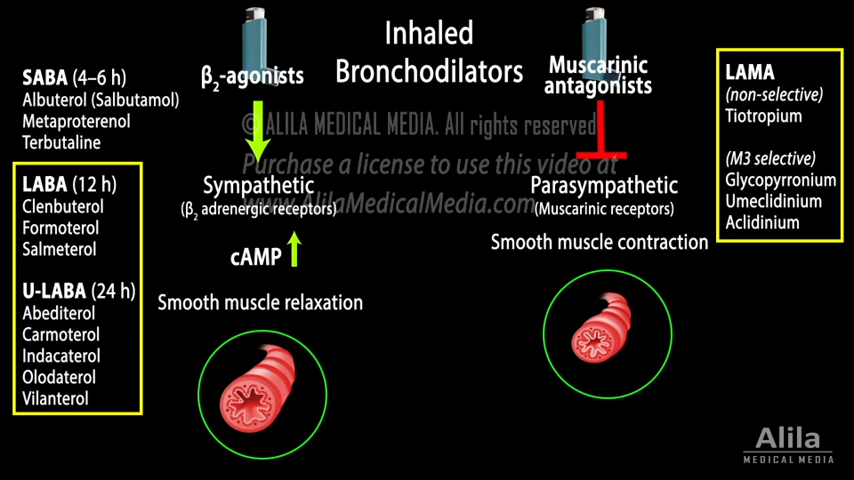 Inhaled
Bronchodilators
SABA (4–6 h)
Albuterol (Salbutamol)
Metaproterenol
Terbutaline
LABA (12 h)
Clenbuterol
Formoterol
Salmeterol
U-LABA (24 h)
Abediterol
Carmoterol
Indacaterol
Olodaterol
Vilanterol
β2-agonists
Sympathetic
(β2 adrenergic receptors)
cAMP
Smooth muscle relaxation
Muscarinic
antagonists
Parasympathetic
(Muscarinic receptors)
Smooth muscle contraction
LAMA
(non-selective)
Tiotropium
(M3 selective)
Glycopyrronium
Umeclidinium
Aclidinium
© ALILA MEDICAL MEDIA. All rights reserved
Purchase a license to use this video at
www.AlilaMedicalMedia.com
Alila
MEDICAL MEDIA